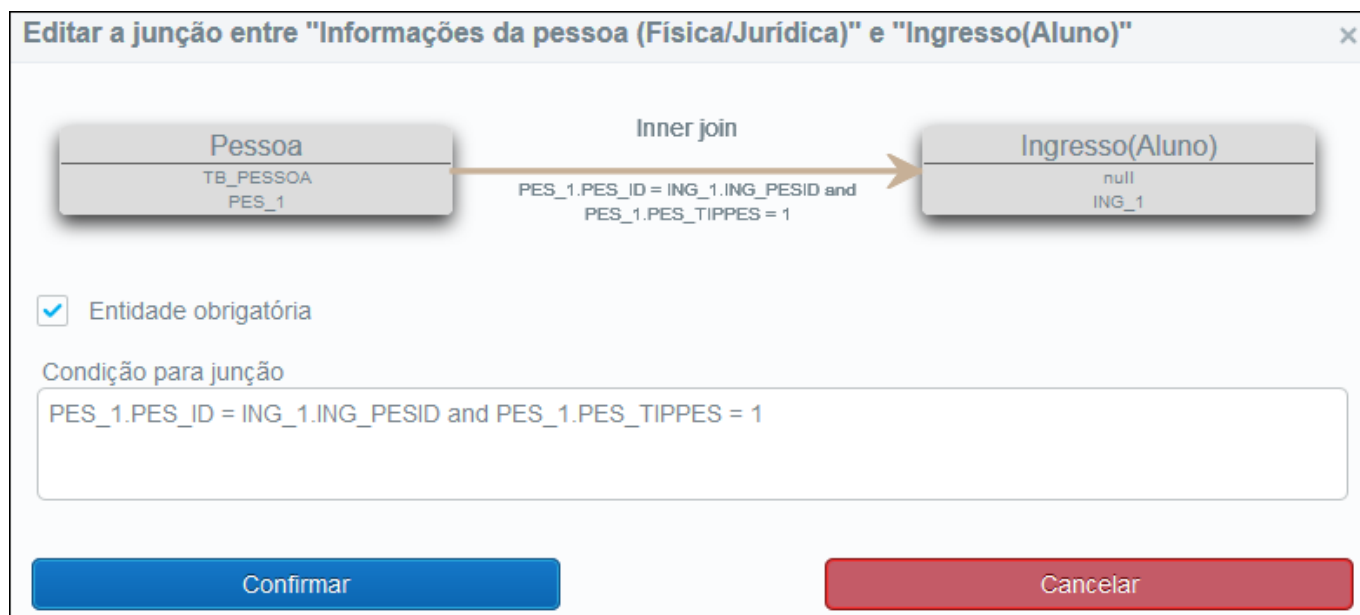 Editar a junção entre "Informações da pessoa (Física/Jurídica)" e "Ingresso(Aluno)"
×
Pessoa
TB_PESSOA
PES_1
Inner join
PES_1.PES_ID = ING_1.ING_PESID and
PES_1.PES_TIPPES = 1
Ingresso(Aluno)
null
ING_1
Entidade obrigatória
Condição para junção
PES_1.PES_ID = ING_1.ING_PESID and PES_1.PES_TIPPES = 1
Confirmar
Cancelar